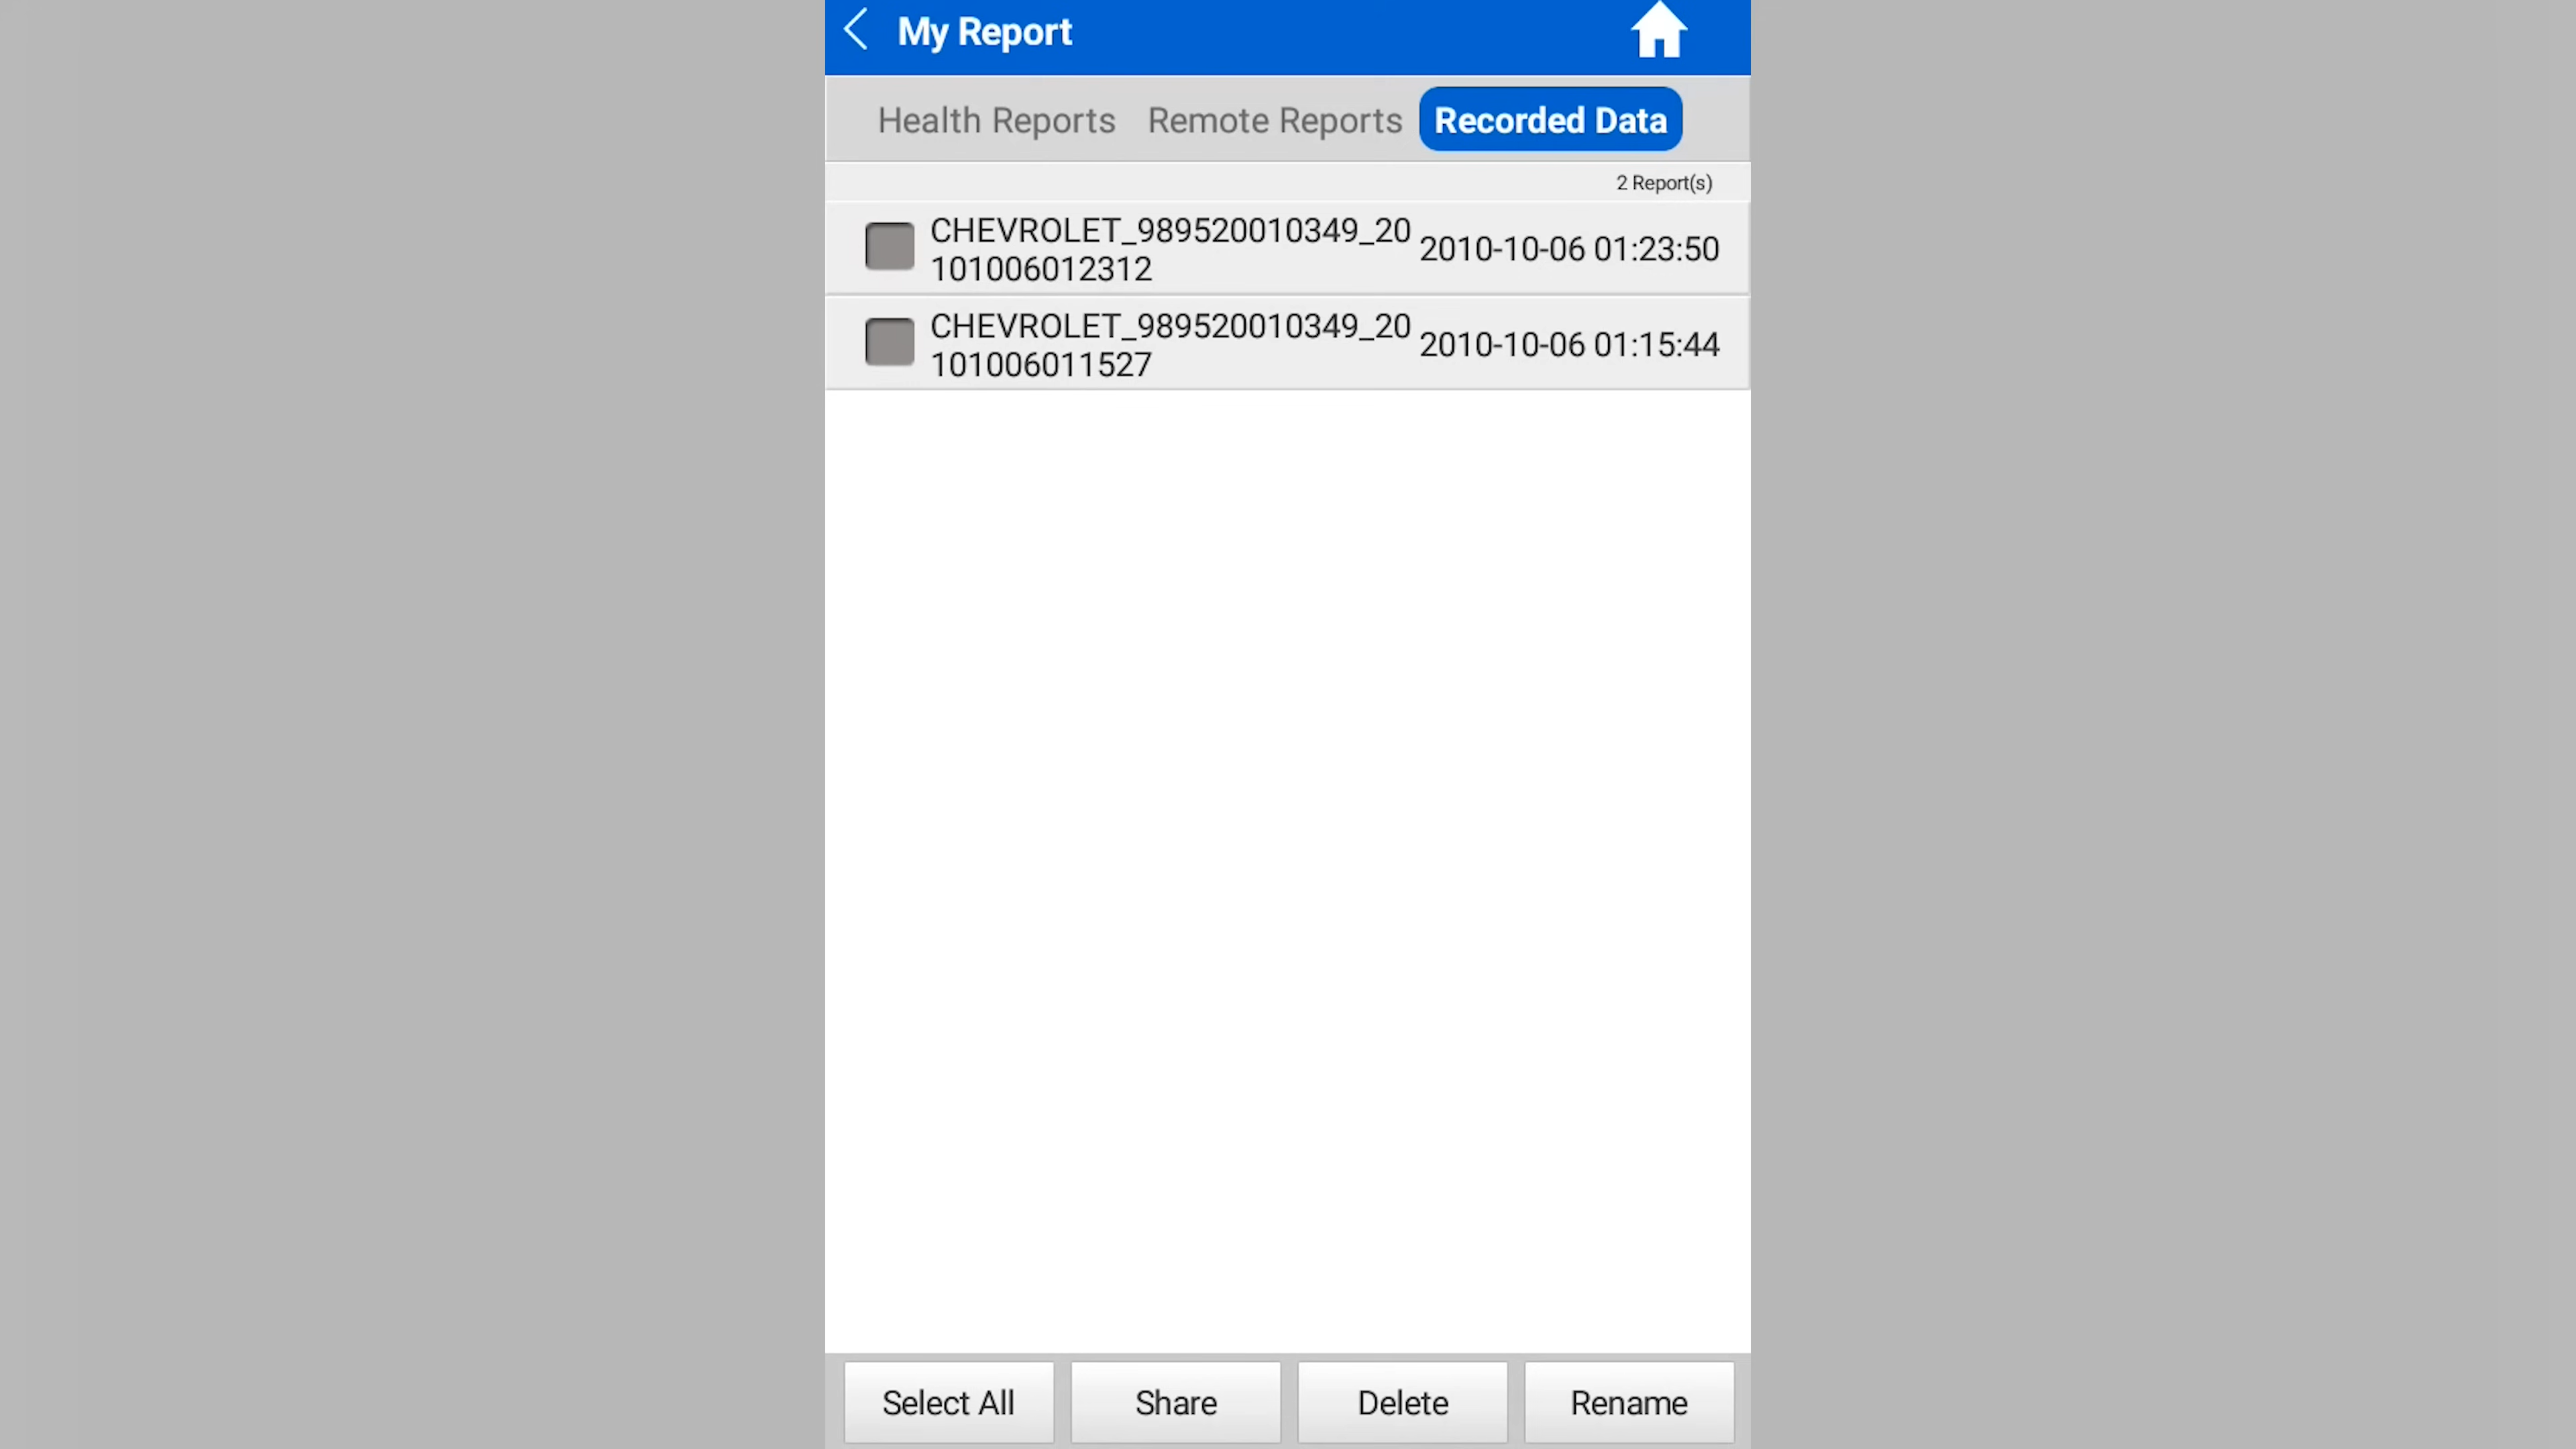 My Report
Health Reports Remote Reports Recorded Data
2 Report(s)
CHEVROLET_989520010349_20
101006012312
2010-10-06 01:23:50
CHEVROLET_989520010349_20
101006011527
2010-10-06 01:15:44
Select All Share Delete Rename